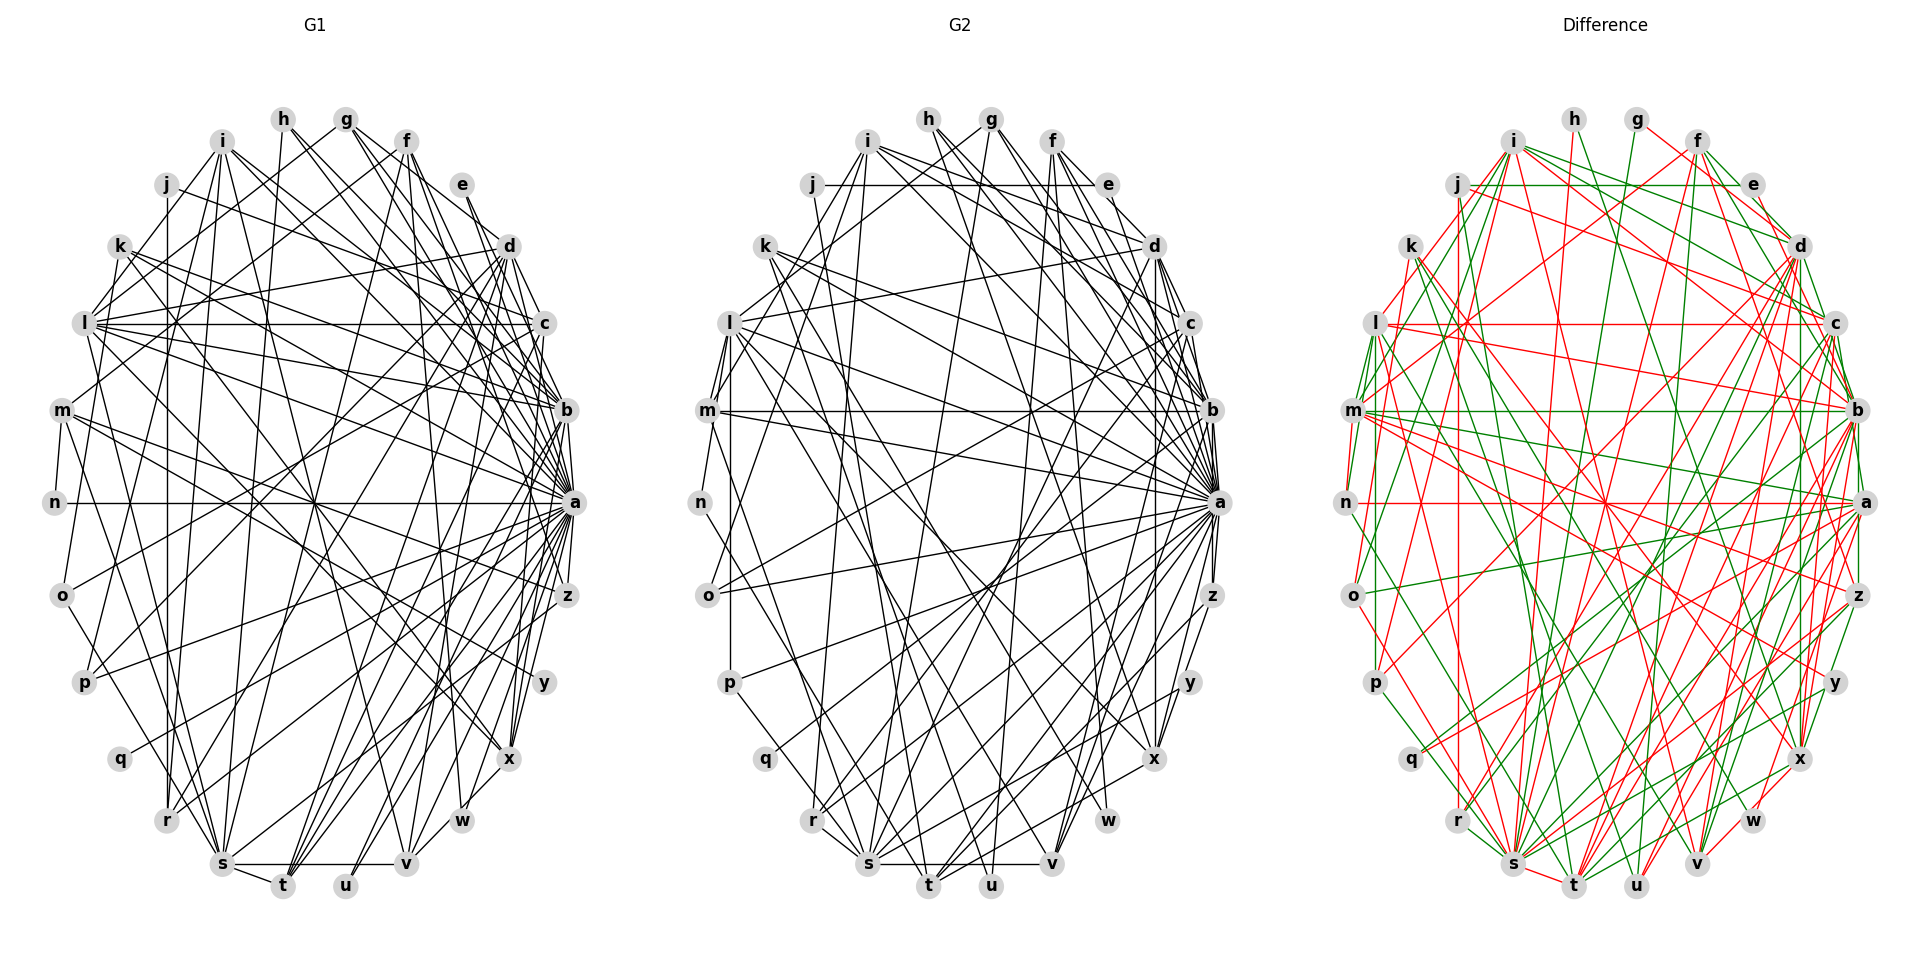 G1 G2 Difference
h g h g h g
i f i f i f
j e j e j e
k d k d k d
l c l c l c
m b m b m b
n a n a n a
o z o z o z
p y p y p y
q x q x q x
r w r w r w
s v s v s v
t u t u t u